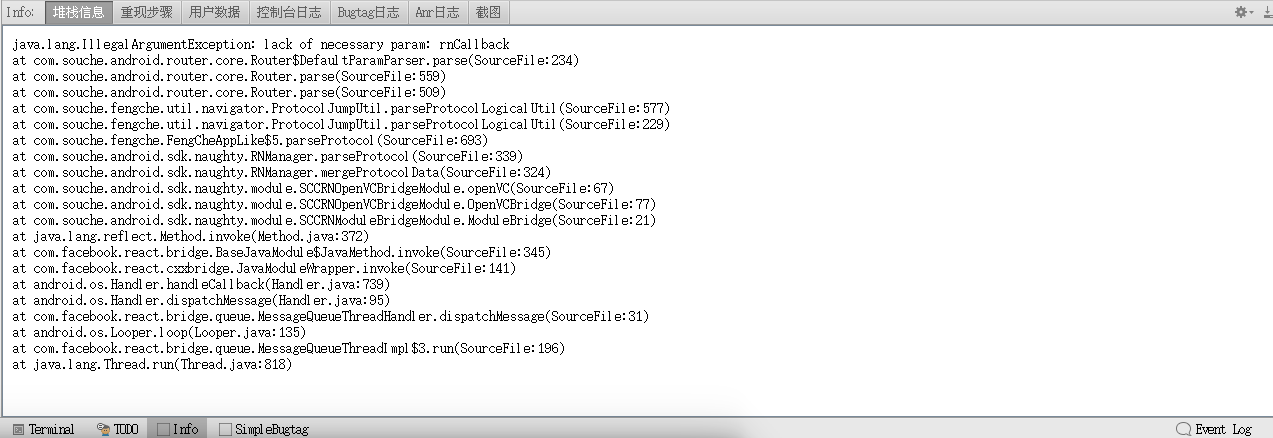 Info: 堆栈信息 重现步骤 用户数据 控制台日志 Bugtag日志 Anr日志 截图
java.lang.IllegalArgumentException: lack of necessary param: rnCallback
at com.souche.android.router.core.Router$DefaultParamParser.parse(SourceFile:234)
at com.souche.android.router.core.Router.parse(SourceFile:559)
at com.souche.android.router.core.Router.parse(SourceFile:509)
at com.souche.fengche.util.navigator.ProtocolJumpUtil.parseProtocolLogicalUtil(SourceFile:577)
at com.souche.fengche.util.navigator.ProtocolJumpUtil.parseProtocolLogicalUtil(SourceFile:229)
at com.souche.fengche.FengCheAppLike$5.parseProtocol(SourceFile:693)
at com.souche.android.sdk.naughty.RNManager.parseProtocol(SourceFile:339)
at com.souche.android.sdk.naughty.RNManager.mergeProtocolData(SourceFile:324)
at com.souche.android.sdk.naughty.module.SCCRNOpenVCBridgeModule.openVC(SourceFile:67)
at com.souche.android.sdk.naughty.module.SCCRNOpenVCBridgeModule.OpenVCBridge(SourceFile:77)
at com.souche.android.sdk.naughty.module.SCCRNModuleBridgeModule.ModuleBridge(SourceFile:21)
at java.lang.reflect.Method.invoke(Method.java:372)
at com.facebook.react.bridge.BaseJavaModule$JavaMethod.invoke(SourceFile:345)
at com.facebook.react.cxxbridge.JavaModuleWrapper.invoke(SourceFile:141)
at android.os.Handler.handleCallback(Handler.java:739)
at android.os.Handler.dispatchMessage(Handler.java:95)
at com.facebook.react.bridge.queue.MessageQueueThreadHandler.dispatchMessage(SourceFile:31)
at android.os.Looper.loop(Looper.java:135)
at com.facebook.react.bridge.queue.MessageQueueThreadImpl$3.run(SourceFile:196)
at java.lang.Thread.run(Thread.java:818)
Terminal TODO Info SimpleBugtag Event Log